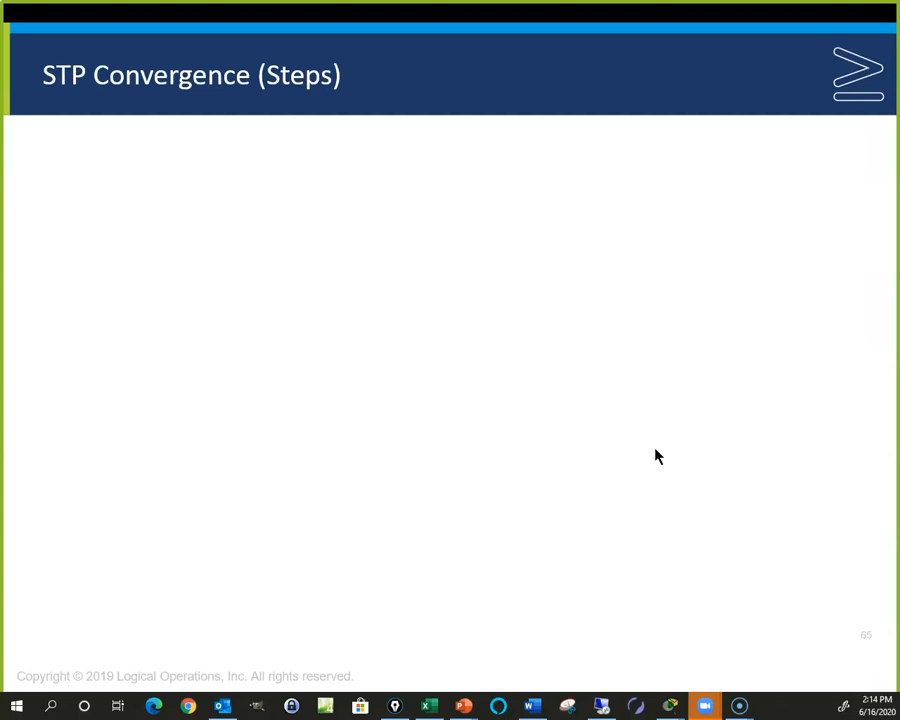 STP Convergence (Steps)
65
Copyright © 2019 Logical Operations, Inc. All rights reserved.
2:14 PM
6/16/2020